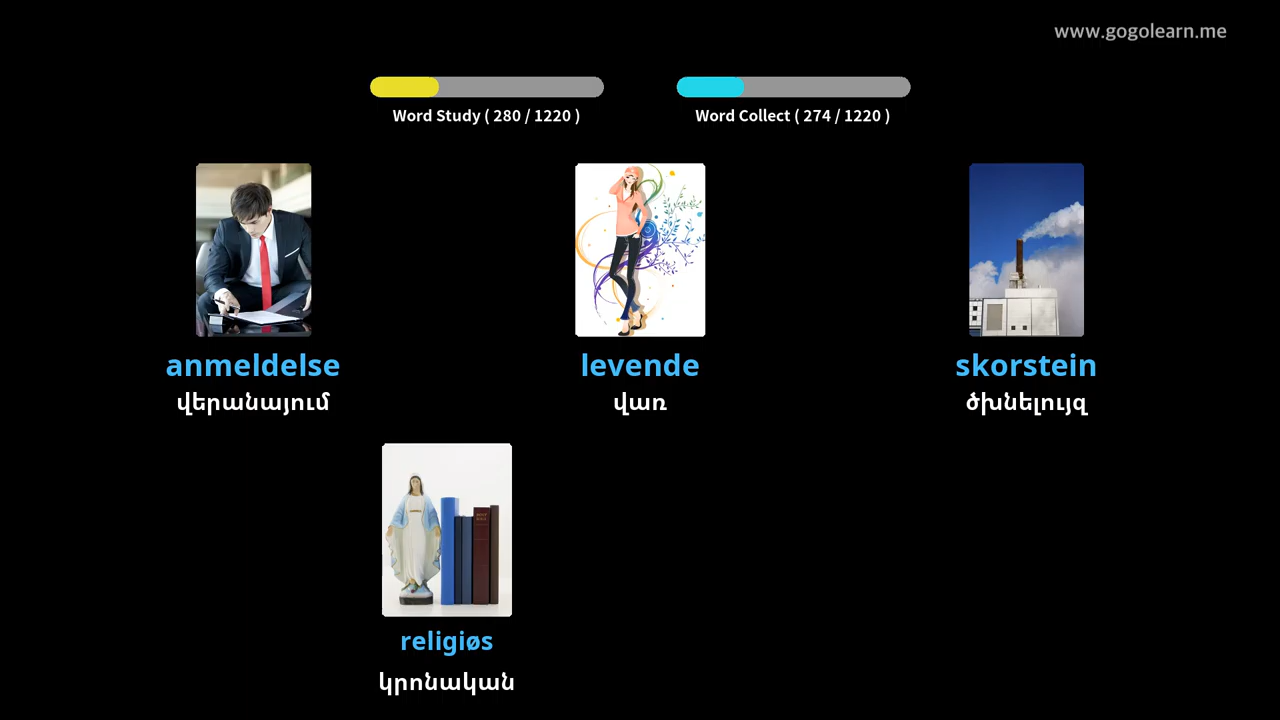 www.gogolearn.me
Word Study ( 280 / 1220 )
Word Collect ( 274 / 1220 )
anmeldelse
վերանայում
levende
վառ
skorstein
ծխնելույզ
religiøs
կրոնական